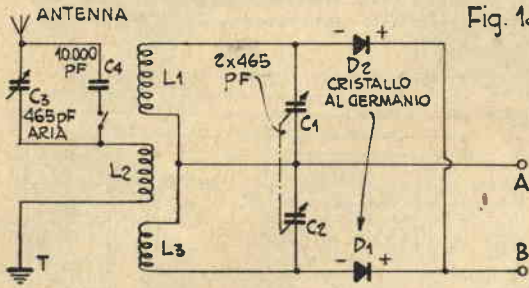 ANTENNA
Fig. 1
10.000
PF
C4
C3
465pF
ARIA
L1
2x465
PF
- +
D2
CRISTALLO
AL GERMANIO
C1
L2
A
C2
L3
T
D1
- +
B